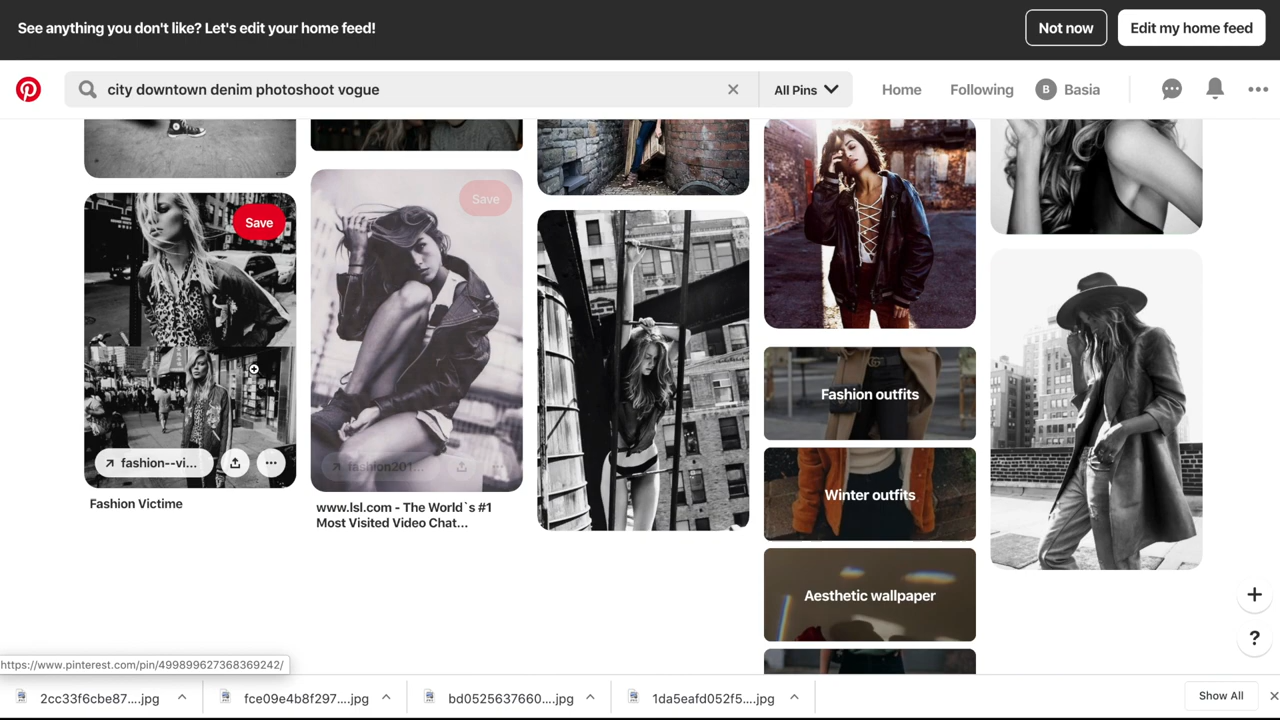 See anything you don't like? Let's edit your home feed!
Not now
Edit my home feed
city downtown denim photoshoot vogue
All Pins
Home
Following
B
Basia
Save
Save
fashion--vi...
fashion201...
Fashion Victime
www.lsl.com - The World`s #1
Most Visited Video Chat...
Fashion outfits
Winter outfits
Aesthetic wallpaper
+
?
https://www.pinterest.com/pin/499899627368369242/
2cc33f6cbe87....jpg
fce09e4b8f297....jpg
bd0525637660....jpg
1da5eafd052f5....jpg
Show All